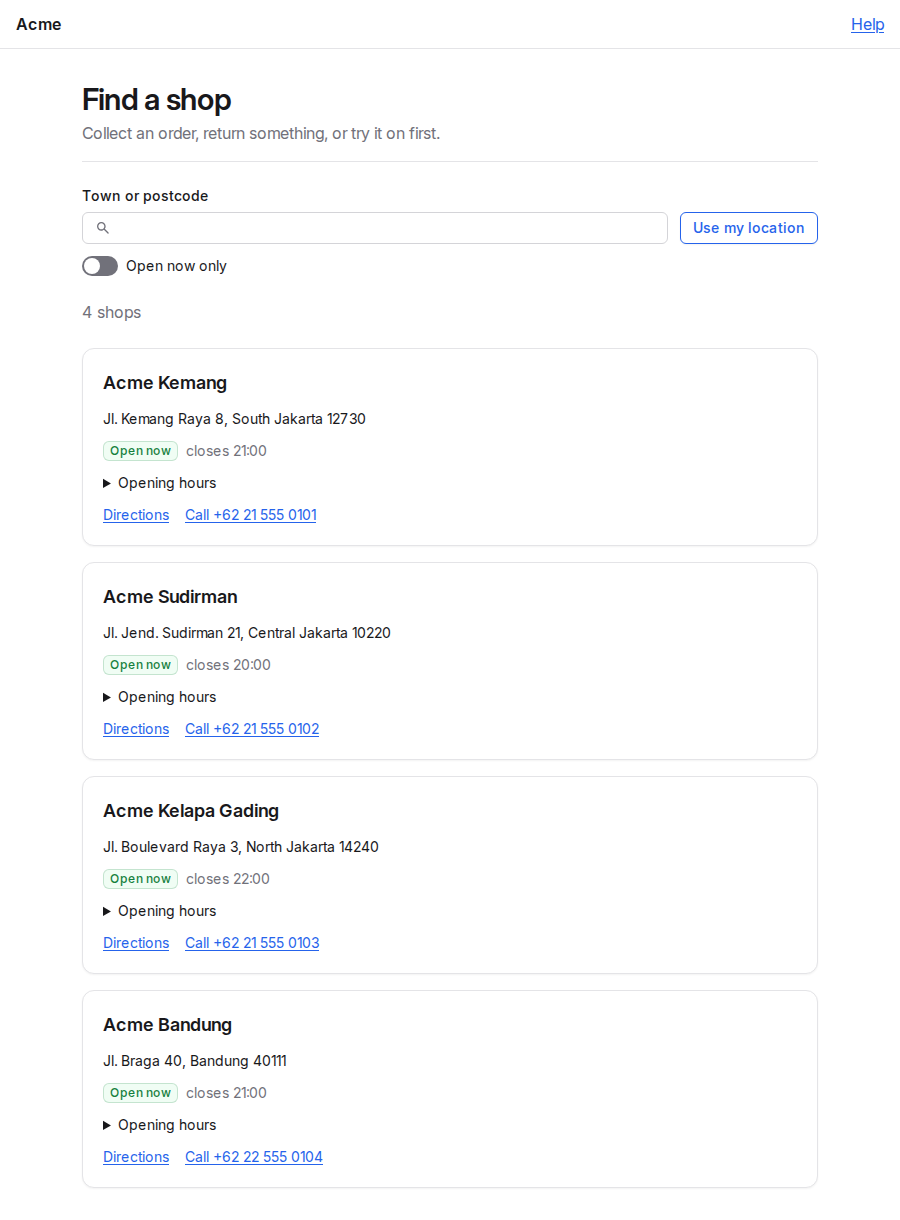 Acme
Help
Find a shop
Collect an order, return something, or try it on first.
Town or postcode
Use my location
Open now only
4 shops
Acme Kemang
Jl. Kemang Raya 8, South Jakarta 12730
Open now closes 21:00
Opening hours
Directions Call +62 21 555 0101
Acme Sudirman
Jl. Jend. Sudirman 21, Central Jakarta 10220
Open now closes 20:00
Opening hours
Directions Call +62 21 555 0102
Acme Kelapa Gading
Jl. Boulevard Raya 3, North Jakarta 14240
Open now closes 22:00
Opening hours
Directions Call +62 21 555 0103
Acme Bandung
Jl. Braga 40, Bandung 40111
Open now closes 21:00
Opening hours
Directions Call +62 22 555 0104